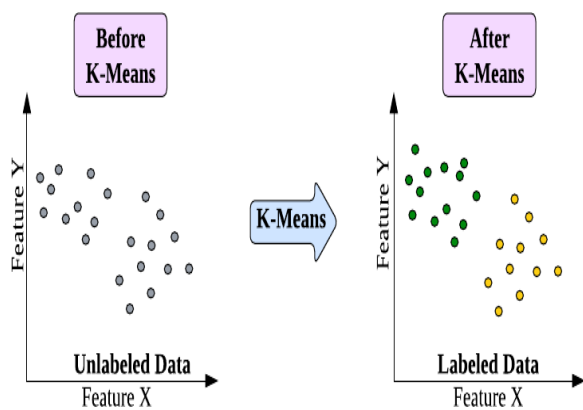 Before
K-Means
After
K-Means
Feature Y
K-Means
Feature Y
Unlabeled Data
Feature X
Labeled Data
Feature X